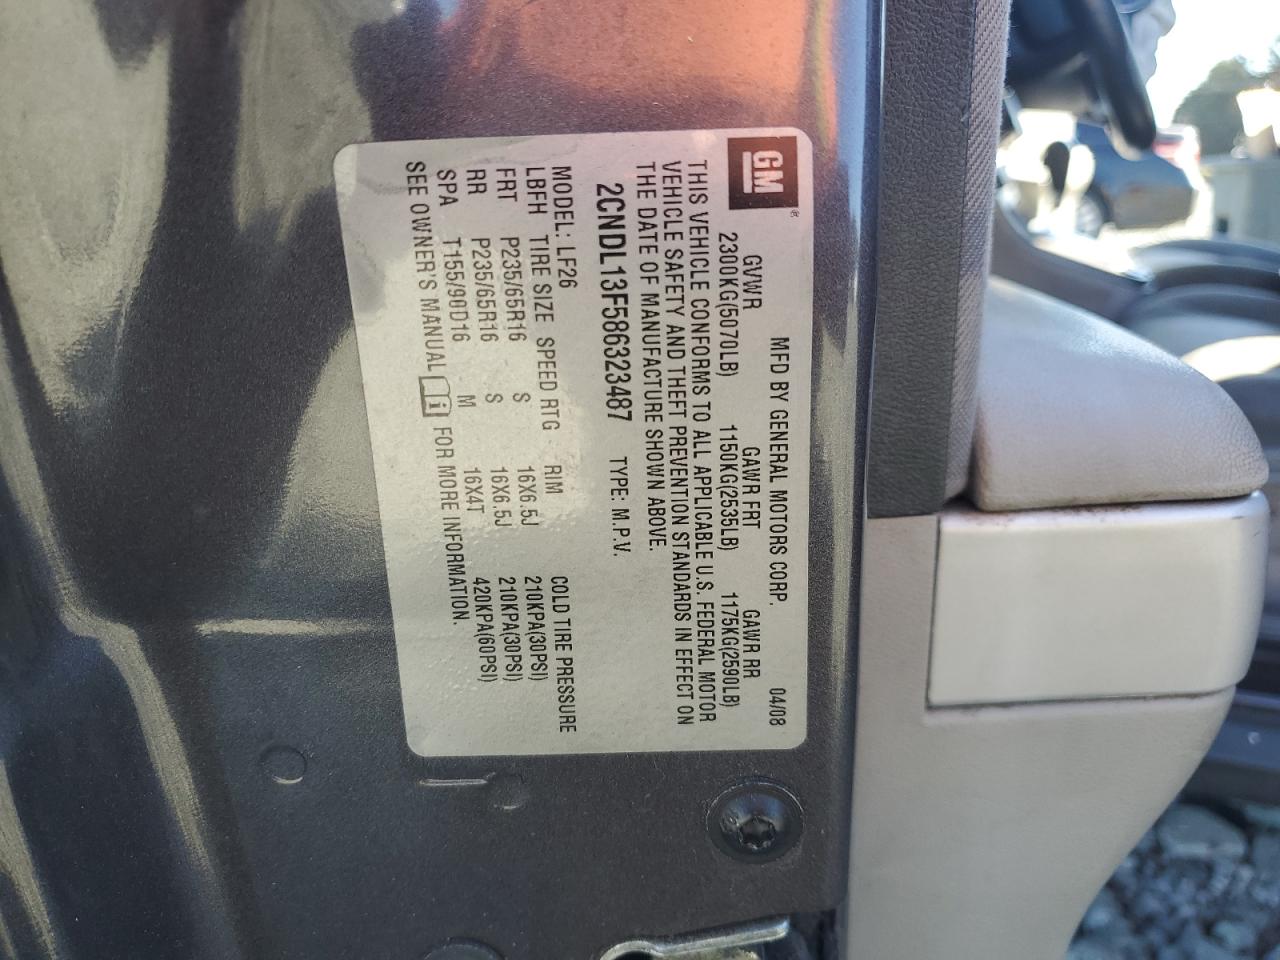 GM®
MFD BY GENERAL MOTORS CORP. 04/08
GVWR GAWR FRT GAWR RR
2300KG(5070LB) 1150KG(2535LB) 1175KG(2590LB)
THIS VEHICLE CONFORMS TO ALL APPLICABLE U.S. FEDERAL MOTOR
VEHICLE SAFETY AND THEFT PREVENTION STANDARDS IN EFFECT ON
THE DATE OF MANUFACTURE SHOWN ABOVE.
2CNDL13F586323487 TYPE: M.P.V.
MODEL: LF26
LBFH TIRE SIZE SPEED RTG RIM COLD TIRE PRESSURE
FRT P235/65R16 S 16X6.5J 210KPA(30PSI)
RR P235/65R16 S 16X6.5J 210KPA(30PSI)
SPA T155/90D16 M 16X4T 420KPA(60PSI)
SEE OWNER'S MANUAL i FOR MORE INFORMATION.